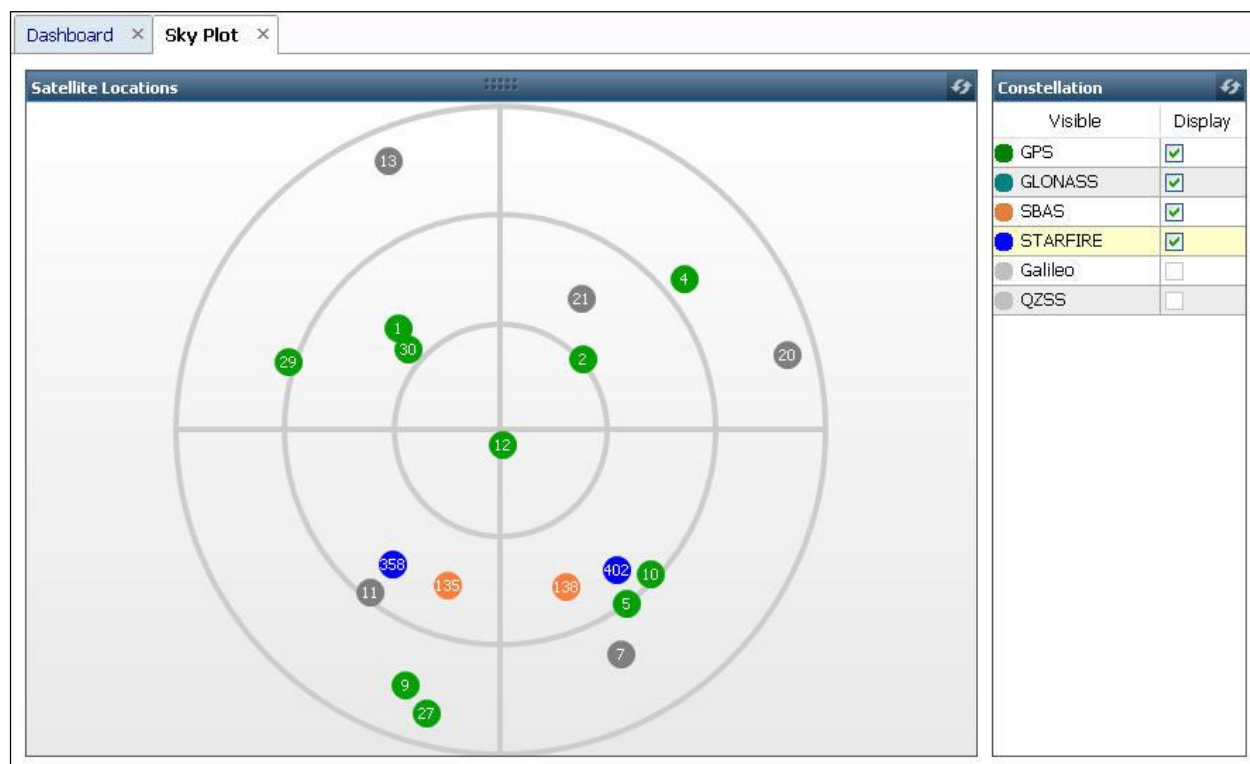 Dashboard
Sky Plot
Satellite Locations
13
4
21
1
30
2
20
29
12
358
402
10
135
138
11
5
7
9
27
Constellation
Visible Display
GPS
GLONASS
SBAS
STARFIRE
Galileo
QZSS